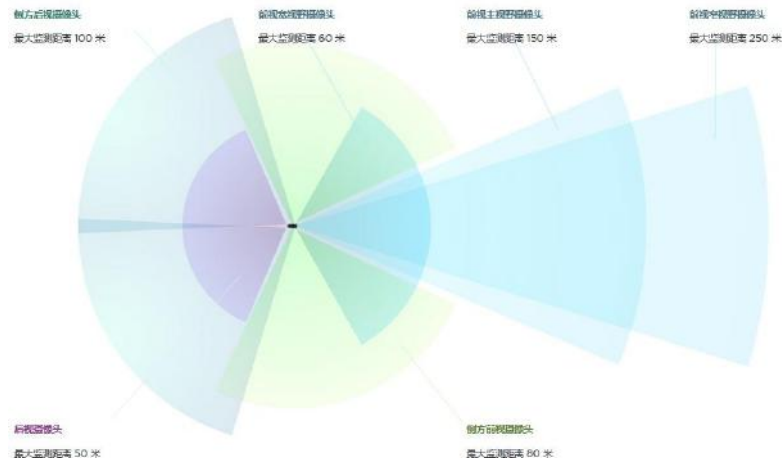 侧方后视摄像头
最大监测距离 100 米
前视宽视野摄像头
最大监测距离 60 米
前视主视野摄像头
最大监测距离 150 米
前视窄视野摄像头
最大监测距离 250 米
后视摄像头
最大监测距离 50 米
侧方前视摄像头
最大监测距离 80 米